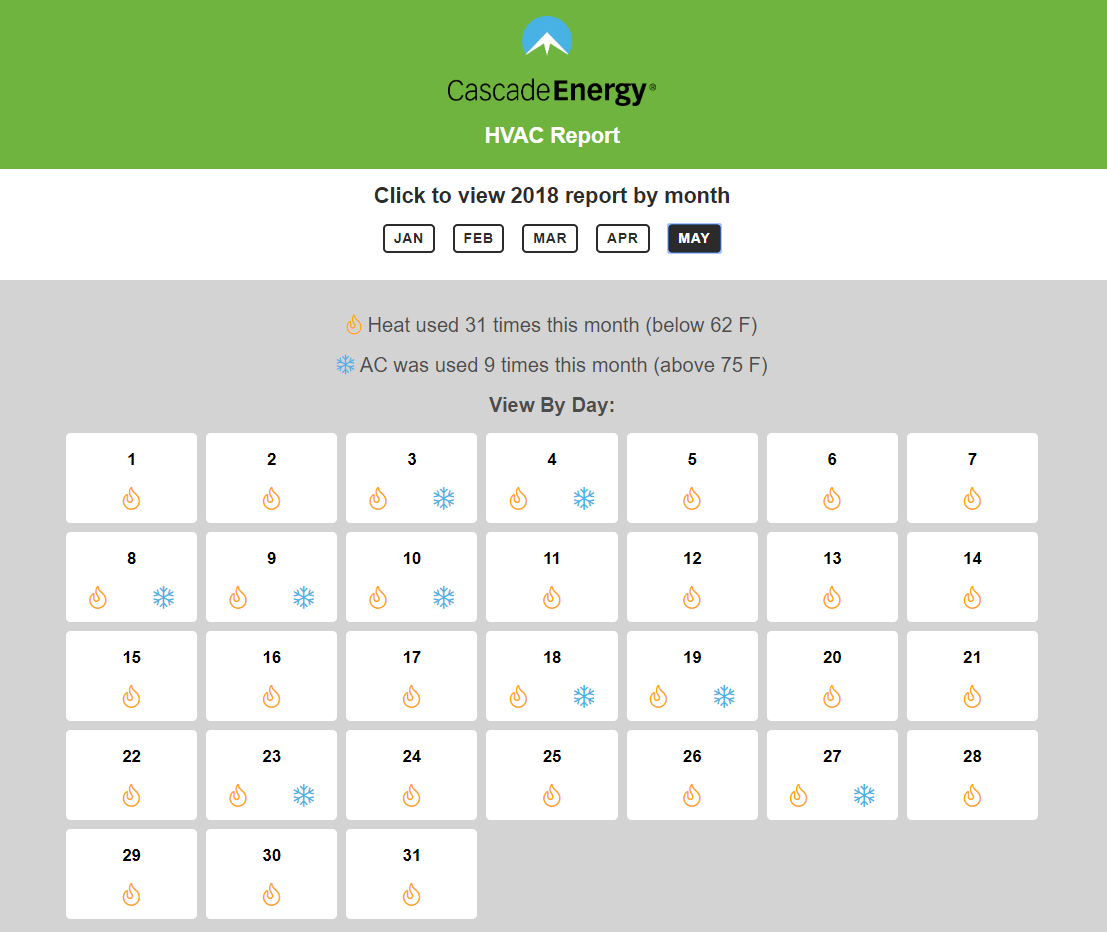 CascadeEnergy®
HVAC Report
Click to view 2018 report by month
JAN FEB MAR APR MAY
Heat used 31 times this month (below 62 F)
AC was used 9 times this month (above 75 F)
View By Day:
1 2 3 4 5 6 7
8 9 10 11 12 13 14
15 16 17 18 19 20 21
22 23 24 25 26 27 28
29 30 31